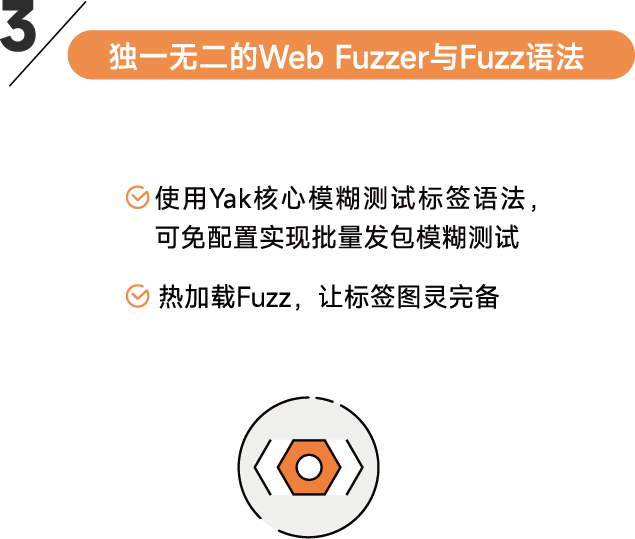 3
独一无二的Web Fuzzer与Fuzz语法
使用Yak核心模糊测试标签语法，
可免配置实现批量发包模糊测试
热加载Fuzz，让标签图灵完备